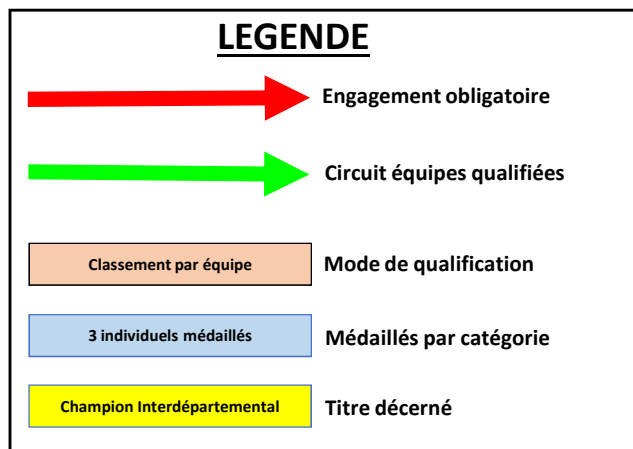 LEGENDE
Engagement obligatoire
Circuit équipes qualifiées
Classement par équipe Mode de qualification
3 individuels médaillés Médaillés par catégorie
Champion Interdépartemental Titre décerné